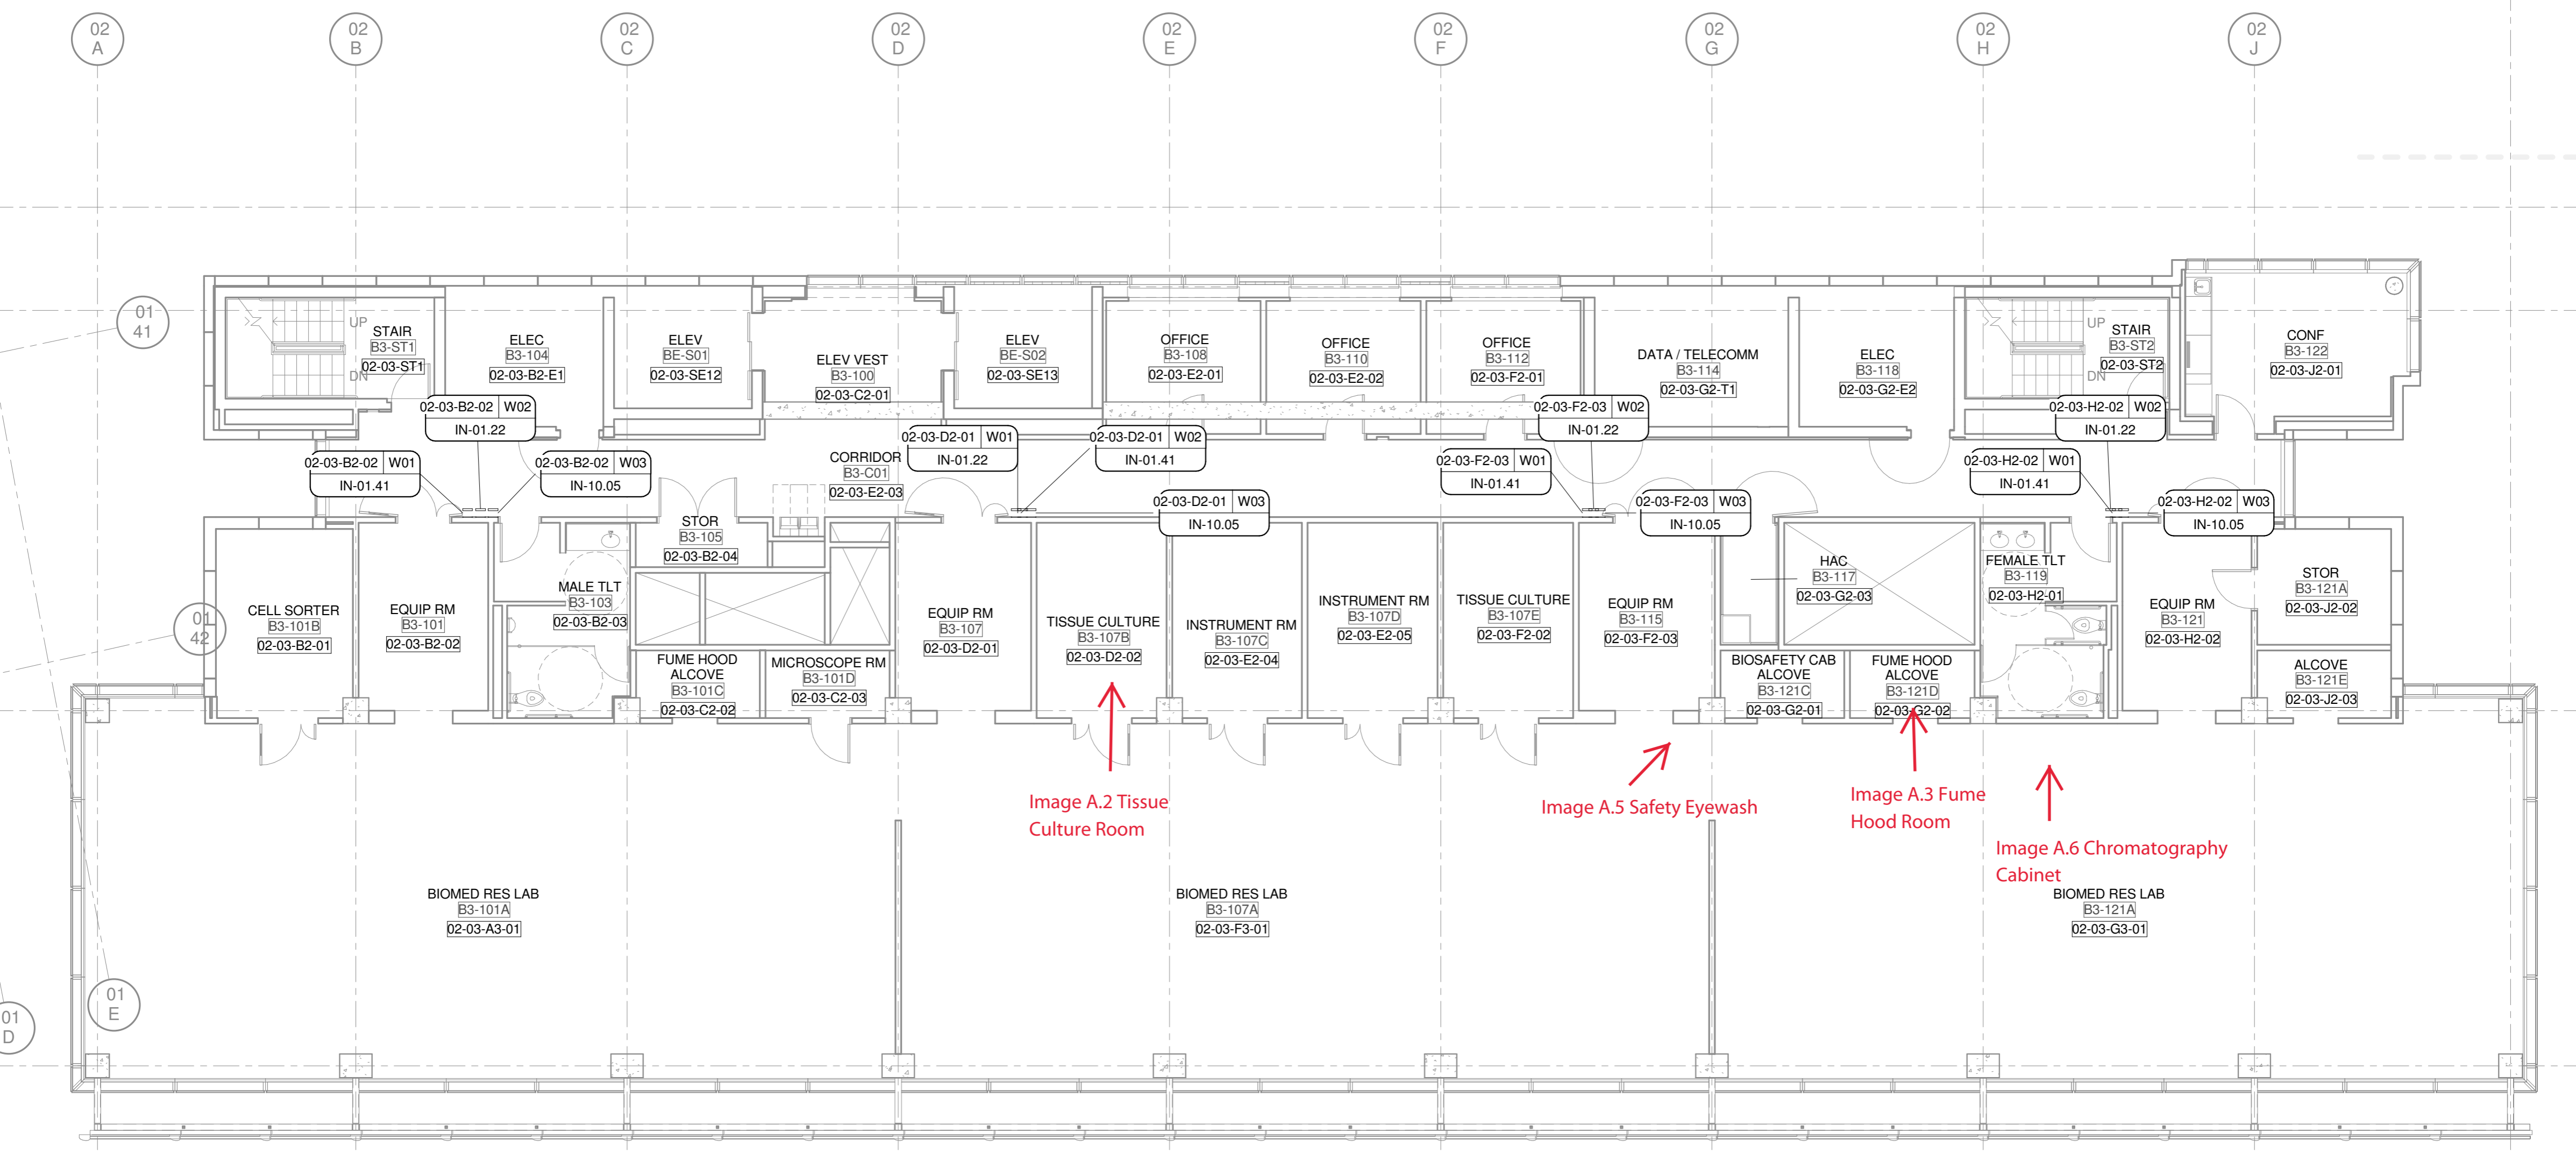 02
A
02
B
02
C
02
D
02
E
02
F
02
G
02
H
02
J
01
41
01
42
01
E
01
D
UP
DN
STAIR
B3-ST1
02-03-ST1
ELEC
B3-104
02-03-B2-E1
ELEV
BE-S01
02-03-SE12
ELEV VEST
B3-100
02-03-C2-01
ELEV
BE-S02
02-03-SE13
OFFICE
B3-108
02-03-E2-01
OFFICE
B3-110
02-03-E2-02
OFFICE
B3-112
02-03-F2-01
DATA / TELECOMM
B3-114
02-03-G2-T1
ELEC
B3-118
02-03-G2-E2
UP
DN
STAIR
B3-ST2
02-03-ST2
CONF
B3-122
02-03-J2-01
02-03-B2-02 W02
IN-01.22
02-03-B2-02 W01
IN-01.41
02-03-B2-02 W03
IN-10.05
CORRIDOR
B3-C01
02-03-E2-03
02-03-D2-01 W01
IN-01.22
02-03-D2-01 W02
IN-01.41
02-03-D2-01 W03
IN-10.05
02-03-F2-03 W02
IN-01.22
02-03-F2-03 W01
IN-01.41
02-03-F2-03 W03
IN-10.05
02-03-H2-02 W02
IN-01.22
02-03-H2-02 W01
IN-01.41
02-03-H2-02 W03
IN-10.05
CELL SORTER
B3-101B
02-03-B2-01
EQUIP RM
B3-101
02-03-B2-02
MALE TLT
B3-103
02-03-B2-03
STOR
B3-105
02-03-B2-04
FUME HOOD
ALCOVE
B3-101C
02-03-C2-02
MICROSCOPE RM
B3-101D
02-03-C2-03
EQUIP RM
B3-107
02-03-D2-01
TISSUE CULTURE
B3-107B
02-03-D2-02
INSTRUMENT RM
B3-107C
02-03-E2-04
INSTRUMENT RM
B3-107D
02-03-E2-05
TISSUE CULTURE
B3-107E
02-03-F2-02
EQUIP RM
B3-115
02-03-F2-03
HAC
B3-117
02-03-G2-03
BIOSAFETY CAB
ALCOVE
B3-121C
02-03-G2-01
FUME HOOD
ALCOVE
B3-121D
02-03-G2-02
FEMALE TLT
B3-119
02-03-H2-01
EQUIP RM
B3-121
02-03-H2-02
STOR
B3-121A
02-03-J2-02
ALCOVE
B3-121E
02-03-J2-03
Image A.2 Tissue
Culture Room
Image A.5 Safety Eyewash
Image A.3 Fume
Hood Room
Image A.6 Chromatography
Cabinet
BIOMED RES LAB
B3-101A
02-03-A3-01
BIOMED RES LAB
B3-107A
02-03-F3-01
BIOMED RES LAB
B3-121A
02-03-G3-01